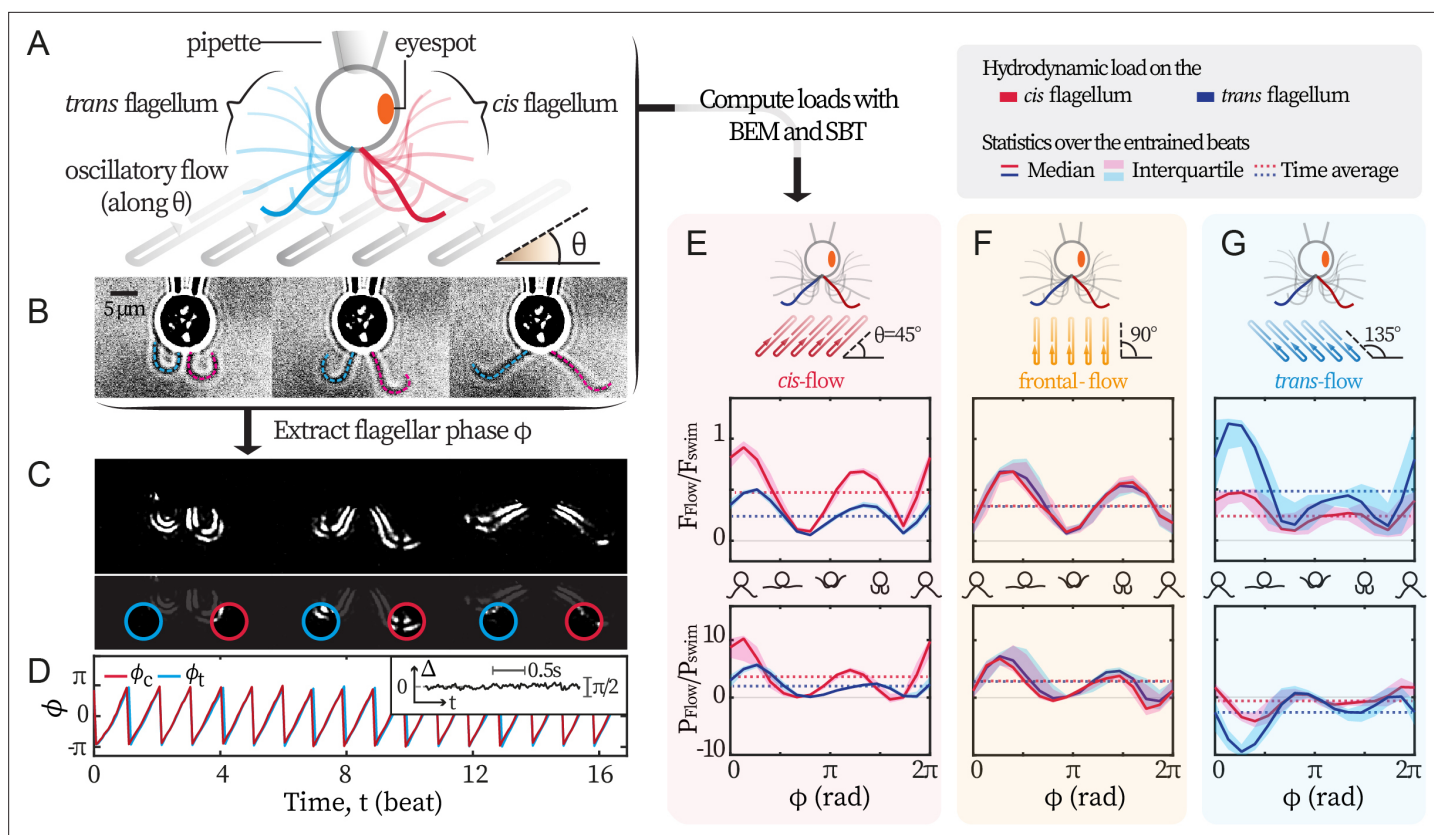 A
pipette
eyespot
trans flagellum
cis flagellum
oscillatory flow
(along θ)
θ
B
5 μm
Extract flagellar phase ϕ
C
D
ϕc
ϕt
π
0
-π
ϕ
Δ
0
t
0.5s
π/2
0
4
8
12
16
Time, t (beat)
Compute loads with
BEM and SBT
Hydrodynamic load on the
cis flagellum
trans flagellum
Statistics over the entrained beats
Median
Interquartile
Time average
E
θ=45°
cis-flow
1
0
FFlow/Fswim
10
0
-10
PFlow/Pswim
0
π
2π
ϕ (rad)
F
90°
frontal-flow
0
π
2π
ϕ (rad)
G
135°
trans-flow
0
π
2π
ϕ (rad)